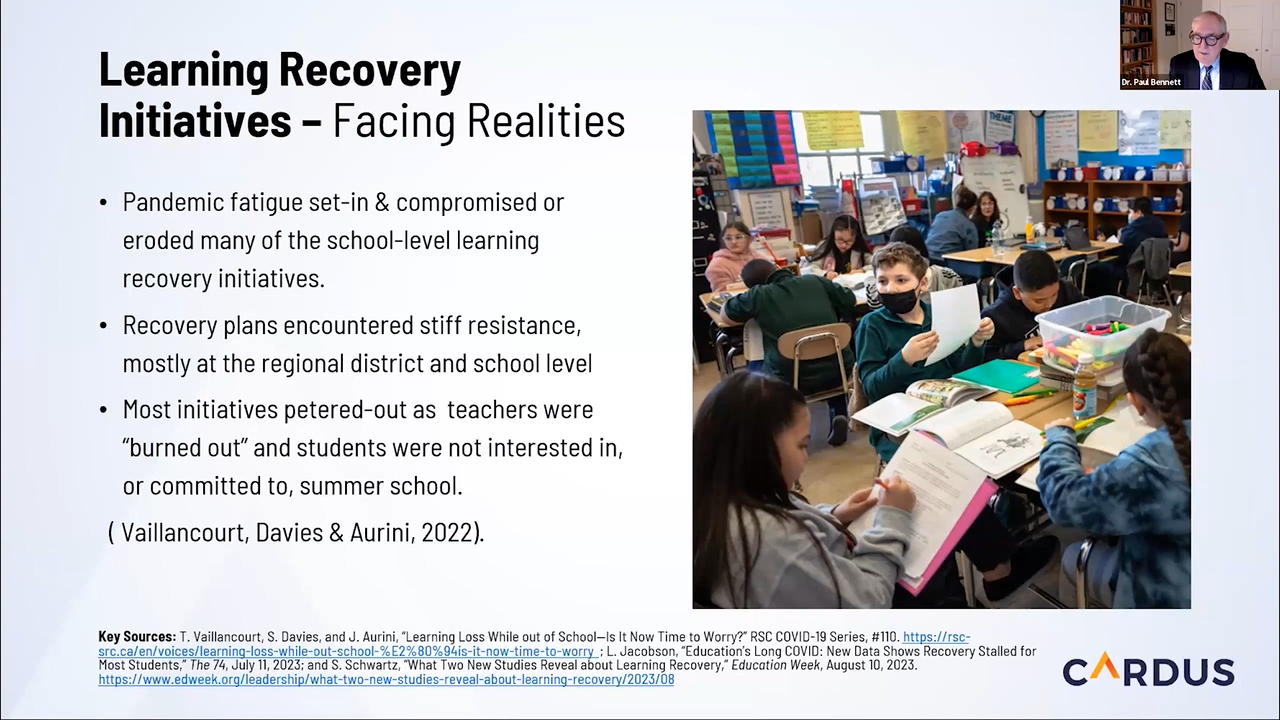 Learning Recovery
Initiatives – Facing Realities
• Pandemic fatigue set-in & compromised or
eroded many of the school-level learning
recovery initiatives.
• Recovery plans encountered stiff resistance,
mostly at the regional district and school level
• Most initiatives petered-out as  teachers were
“burned out” and students were not interested in,
or committed to, summer school.
( Vaillancourt, Davies & Aurini, 2022).
Dr. Paul Bennett
THEME
Key Sources: T. Vaillancourt, S. Davies, and J. Aurini, “Learning Loss While out of School—Is It Now Time to Worry?” RSC COVID-19 Series, #110. https://rsc-
src.ca/en/voices/learning-loss-while-out-school-%E2%80%94is-it-now-time-to-worry ; L. Jacobson, “Education’s Long COVID: New Data Shows Recovery Stalled for
Most Students,” The 74, July 11, 2023; and S. Schwartz, “What Two New Studies Reveal about Learning Recovery,” Education Week, August 10, 2023.
https://www.edweek.org/leadership/what-two-new-studies-reveal-about-learning-recovery/2023/08
CARDUS